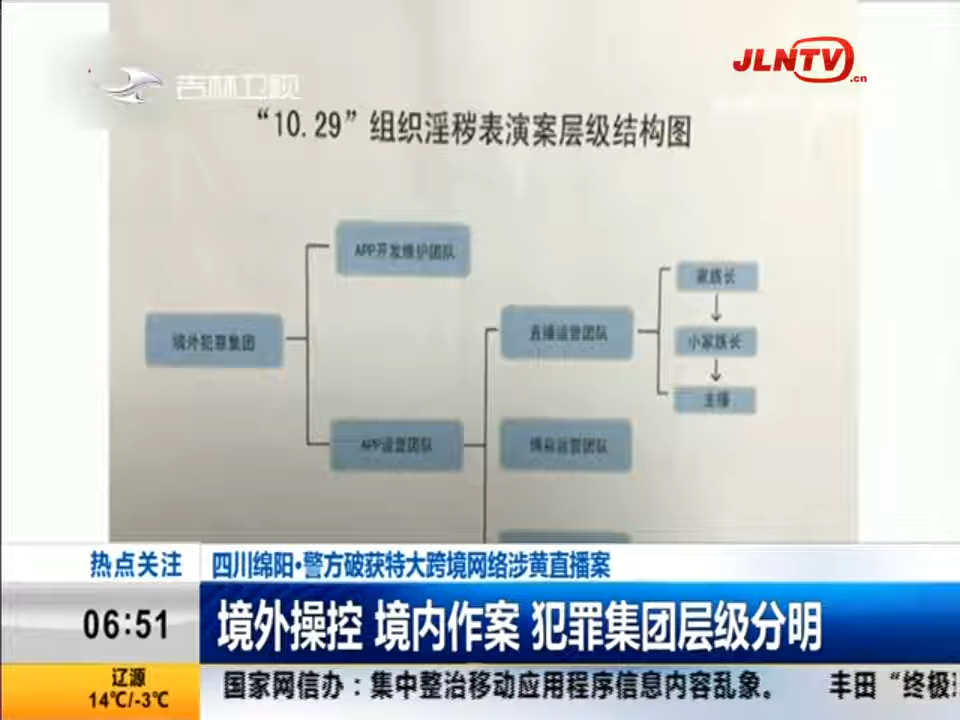 吉林卫视
JLNTV.cn
“10.29”组织淫秽表演案层级结构图
APP开发维护团队
家族长
直播运营团队
境外犯罪集团
小家族长
主播
APP运营团队
博彩运营团队
热点关注
四川绵阳·警方破获特大跨境网络涉黄直播案
06:51
境外操控 境内作案 犯罪集团层级分明
辽源
14℃/-3℃
国家网信办：集中整治移动应用程序信息内容乱象。 丰田“终极